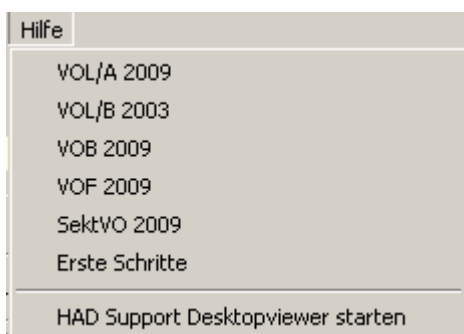 Hilfe
VOL/A 2009
VOL/B 2003
VOB 2009
VOF 2009
SektVO 2009
Erste Schritte
HAD Support Desktopviewer starten